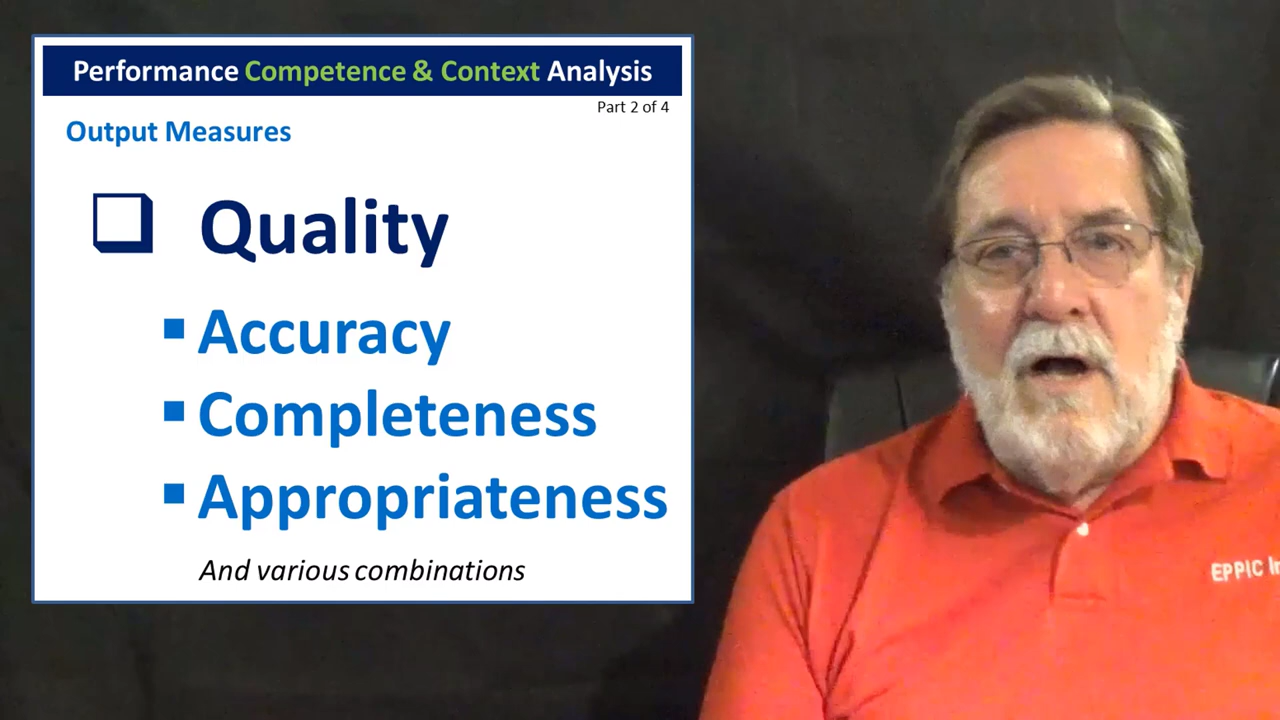 Performance Competence & Context Analysis
Part 2 of 4
Output Measures
Quality
Accuracy
Completeness
Appropriateness
And various combinations
EPPIC